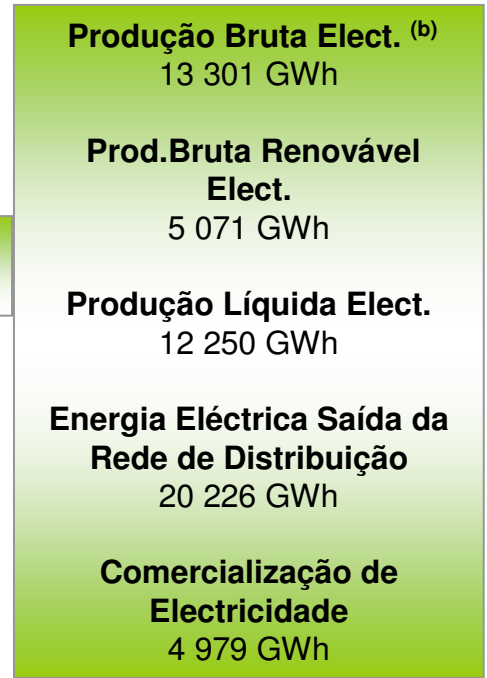 Produção Bruta Elect. (b)
13 301 GWh
Prod.Bruta Renovável
Elect.
5 071 GWh
Produção Líquida Elect.
12 250 GWh
Energia Eléctrica Saída da
Rede de Distribuição
20 226 GWh
Comercialização de
Electricidade
4 979 GWh